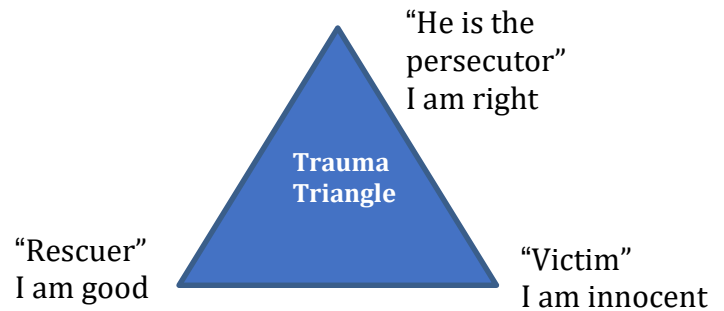 “He is the
persecutor”
I am right
Trauma
Triangle
“Rescuer”
I am good
“Victim”
I am innocent